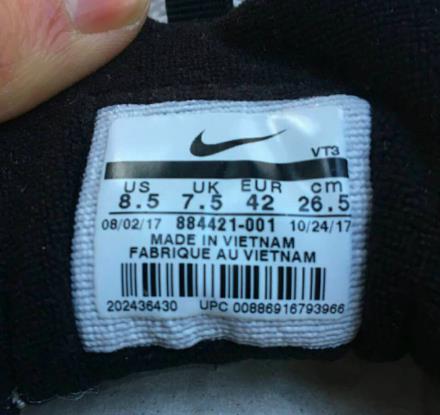 VT3
US UK EUR cm
8.5 7.5 42 26.5
08/02/17 884421-001 10/24/17
MADE IN VIETNAM
FABRIQUE AU VIETNAM
202436430 UPC 00886916793966